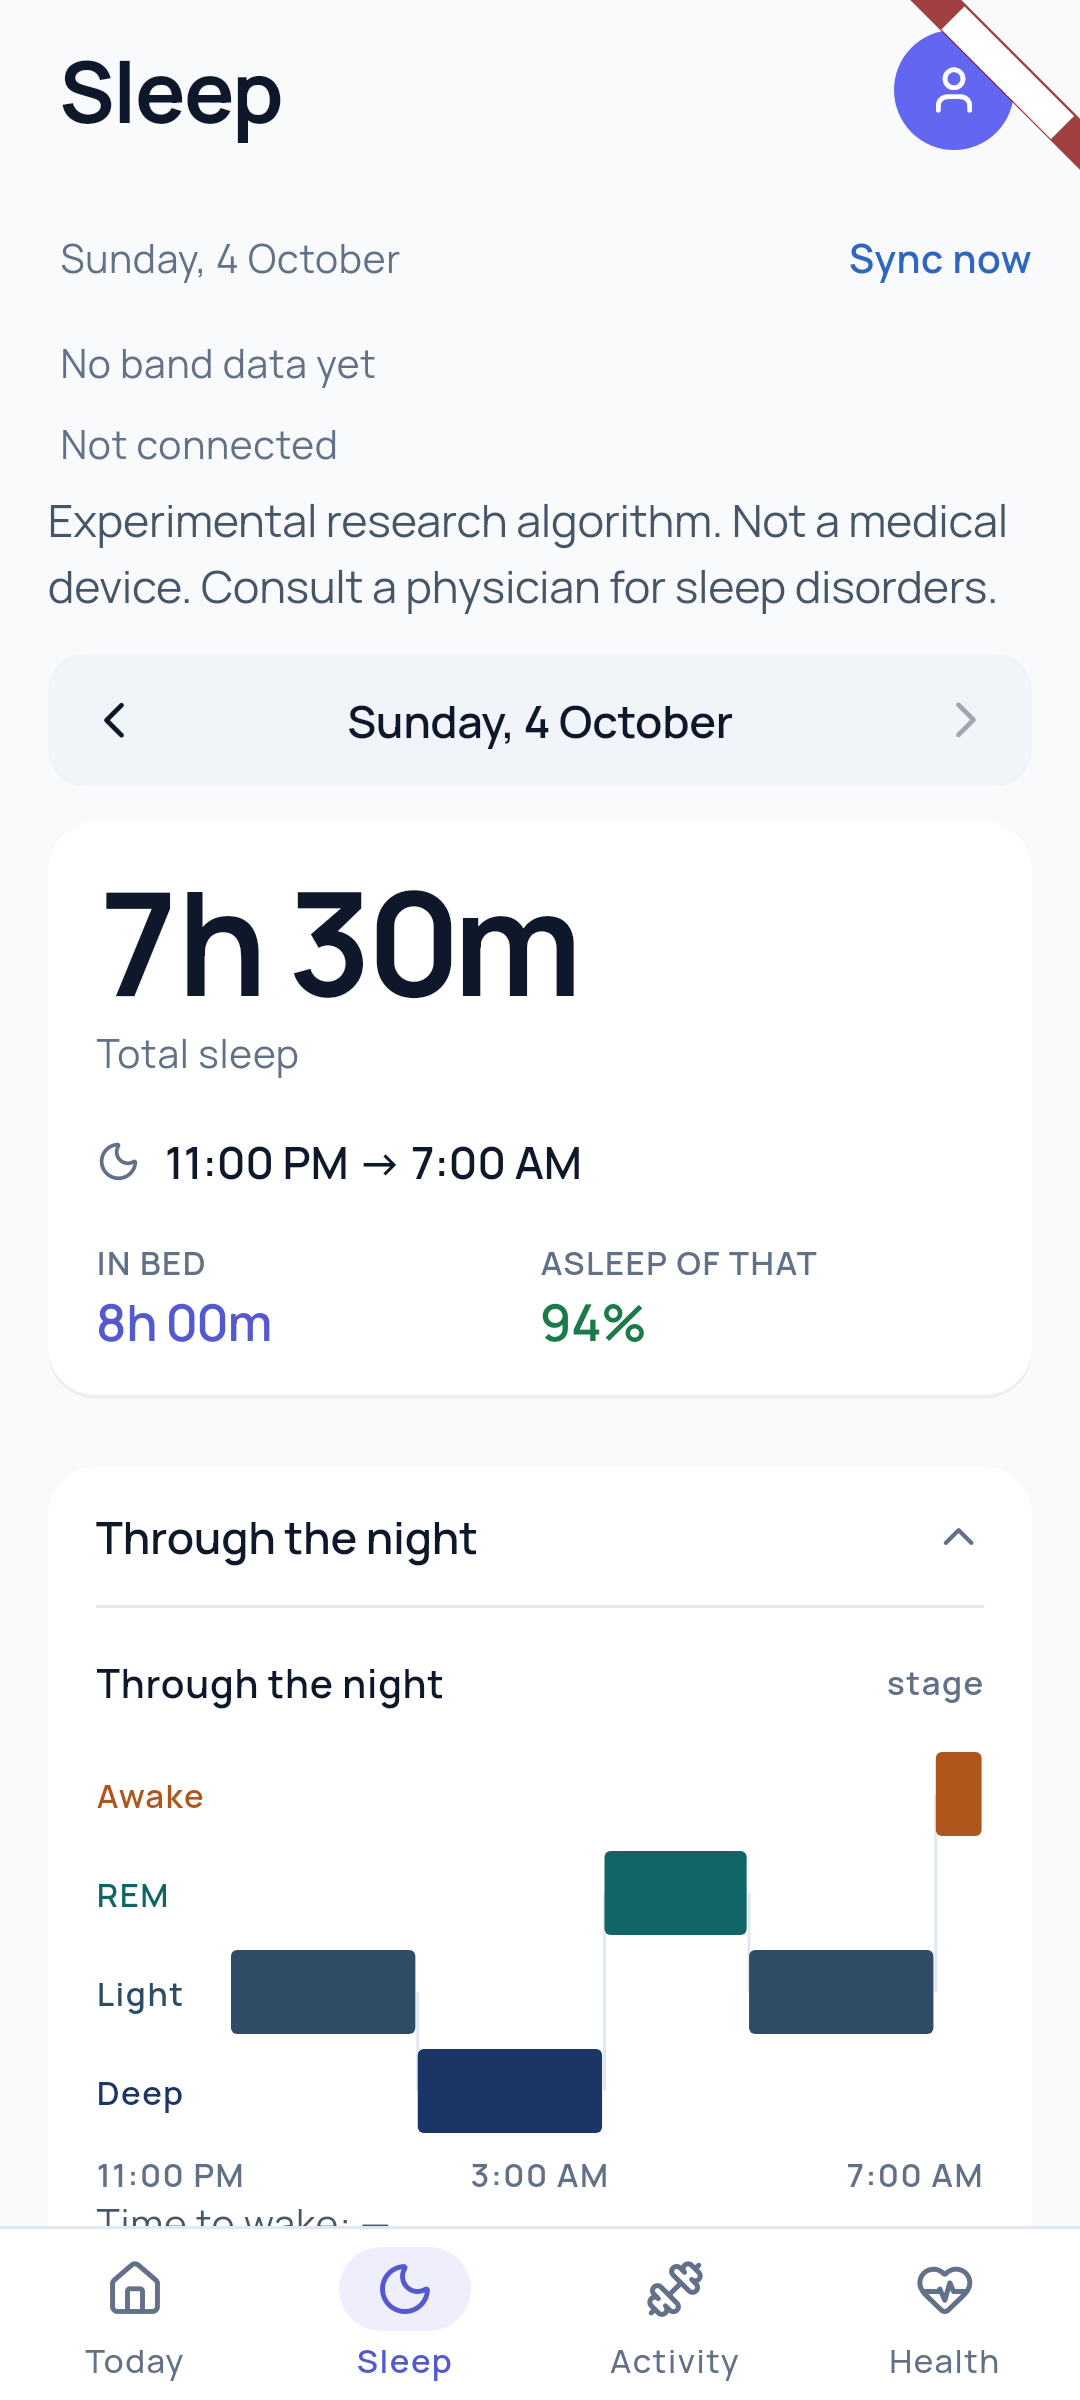 Sleep
Sunday, 4 October
Sync now
No band data yet
Not connected
Experimental research algorithm. Not a medical
device. Consult a physician for sleep disorders.
Sunday, 4 October
7h 30m
Total sleep
11:00 PM → 7:00 AM
IN BED
ASLEEP OF THAT
8h 00m
94%
Through the night
Through the night
stage
Awake
REM
Light
Deep
11:00 PM
3:00 AM
7:00 AM
Time to wake: —
Today
Sleep
Activity
Health